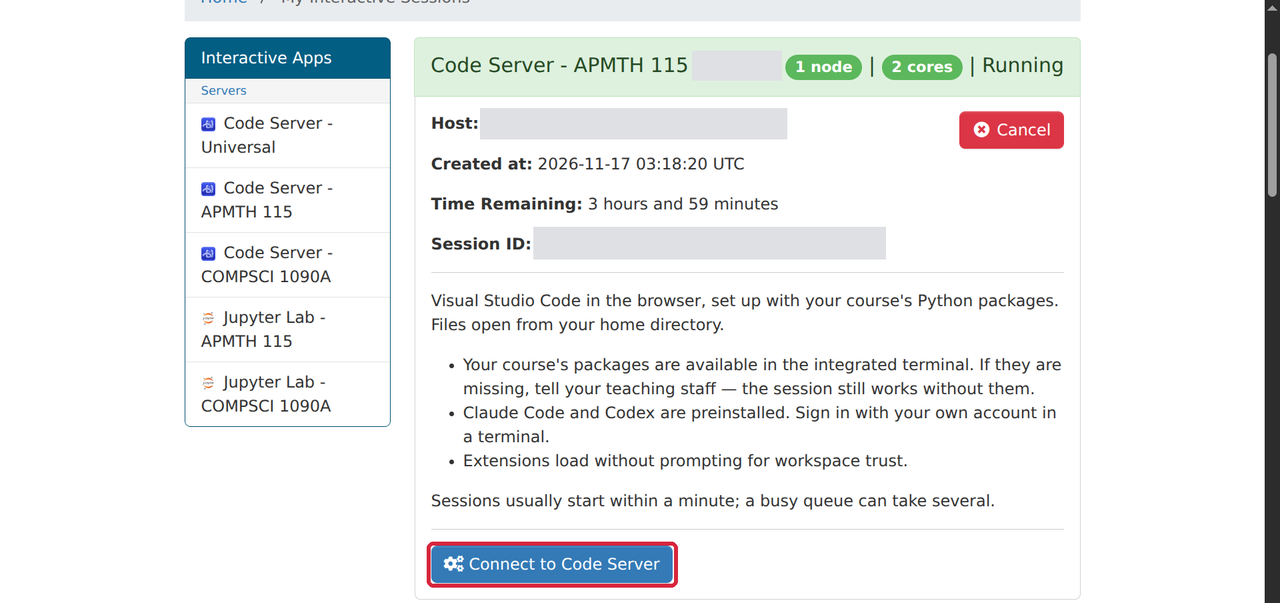 Home / My Interactive Sessions
Interactive Apps
Servers
Code Server -
Universal
Code Server -
APMTH 115
Code Server -
COMPSCI 1090A
Jupyter Lab -
APMTH 115
Jupyter Lab -
COMPSCI 1090A
Code Server - APMTH 115 1 node | 2 cores | Running
Host:
Cancel
Created at: 2026-11-17 03:18:20 UTC
Time Remaining: 3 hours and 59 minutes
Session ID:
Visual Studio Code in the browser, set up with your course's Python packages.
Files open from your home directory.
• Your course's packages are available in the integrated terminal. If they are
missing, tell your teaching staff — the session still works without them.
• Claude Code and Codex are preinstalled. Sign in with your own account in
a terminal.
• Extensions load without prompting for workspace trust.
Sessions usually start within a minute; a busy queue can take several.
Connect to Code Server